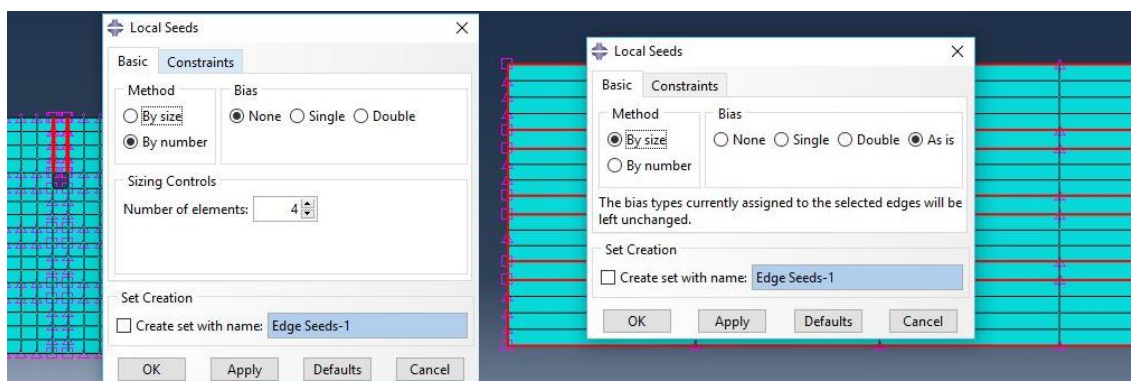 Local Seeds
Basic Constraints
Method
Bias
By size
None Single Double
By number
Sizing Controls
Number of elements: 4
Set Creation
Create set with name: Edge Seeds-1
OK Apply Defaults Cancel
Local Seeds
Basic Constraints
Method
Bias
By size
None Single Double As is
By number
The bias types currently assigned to the selected edges will be
left unchanged.
Set Creation
Create set with name: Edge Seeds-1
OK Apply Defaults Cancel